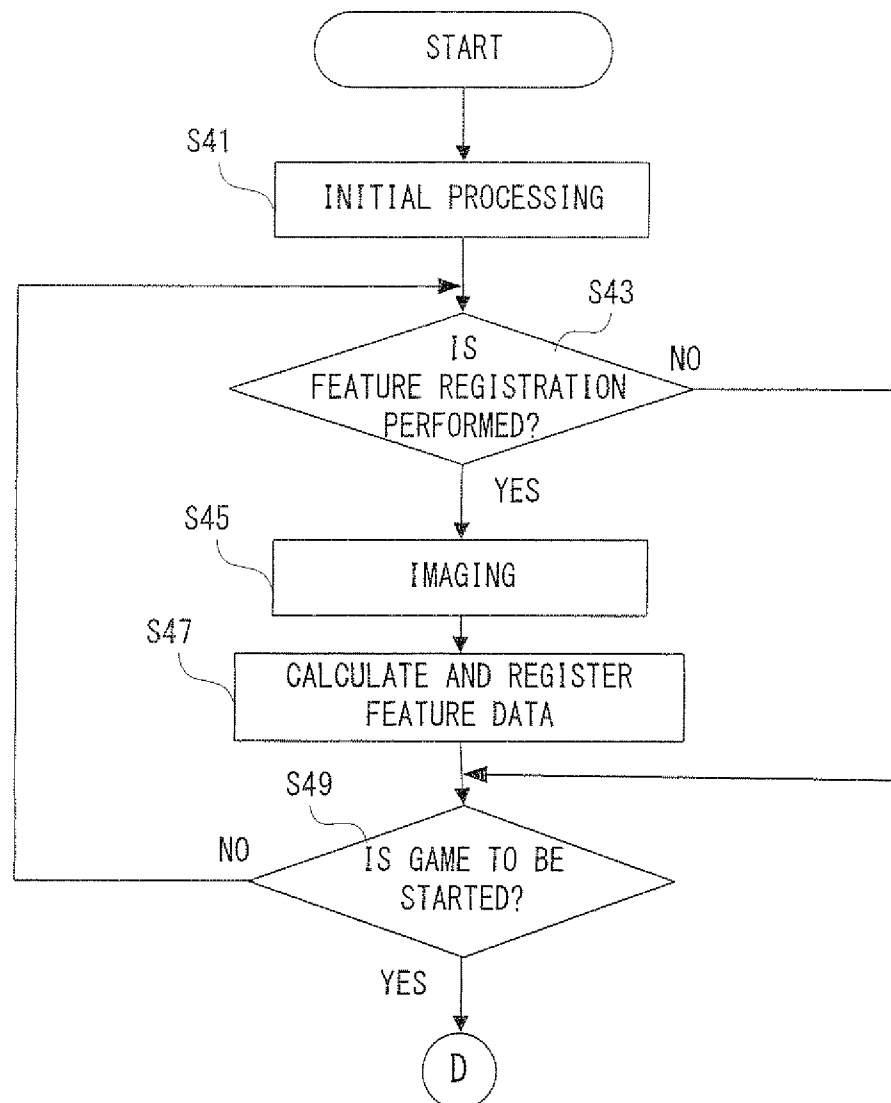 START
S41
INITIAL PROCESSING
S43
IS
FEATURE REGISTRATION
PERFORMED?
NO
YES
S45
IMAGING
S47
CALCULATE AND REGISTER
FEATURE DATA
S49
NO
IS GAME TO BE
STARTED?
YES
D